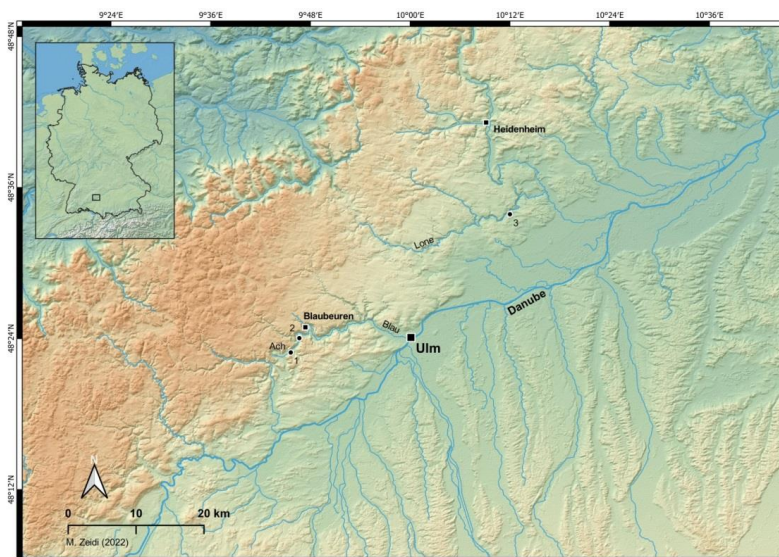 9°24'E
9°36'E
9°48'E
10°00'E
10°12'E
10°24'E
10°36'E
48°48'N
48°36'N
48°24'N
48°12'N
Heidenheim
3
Lone
Danube
Blaubeuren
2
Blau
Ach
1
Ulm
N
0 20 km
M. Zeidi (2022)